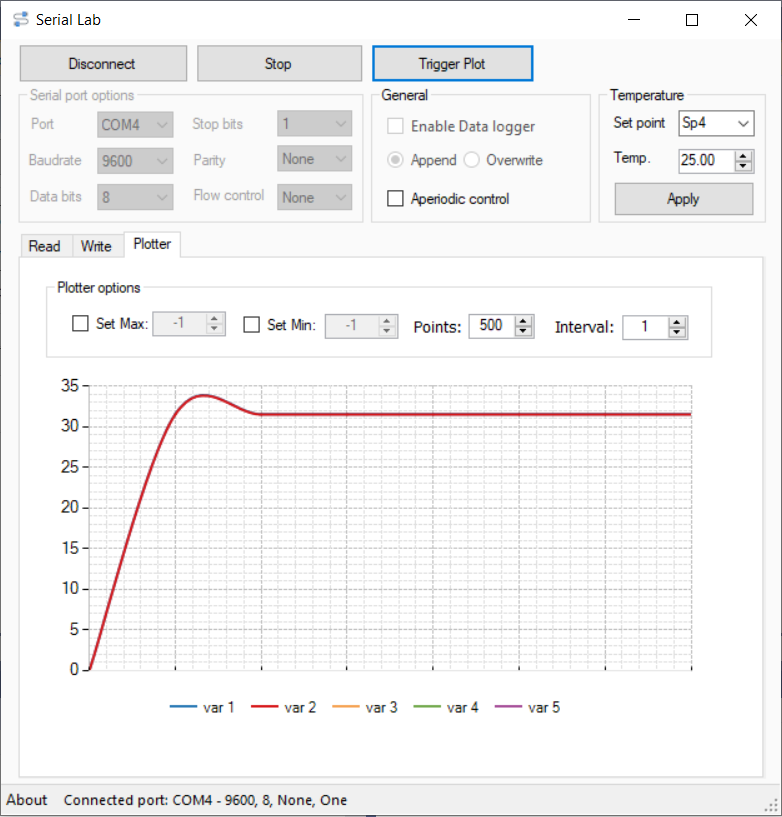 Serial Lab
Disconnect Stop Trigger Plot
Serial port options General Temperature
Port COM4 Stop bits 1 Enable Data logger Set point Sp4
Baudrate 9600 Parity None Append Overwrite Temp. 25.00
Data bits 8 Flow control None Aperiodic control Apply
Read Write Plotter
Plotter options
Set Max: -1 Set Min: -1 Points: 500 Interval: 1
35
30
25
20
15
10
5
0
var 1 var 2 var 3 var 4 var 5
About Connected port: COM4 - 9600, 8, None, One